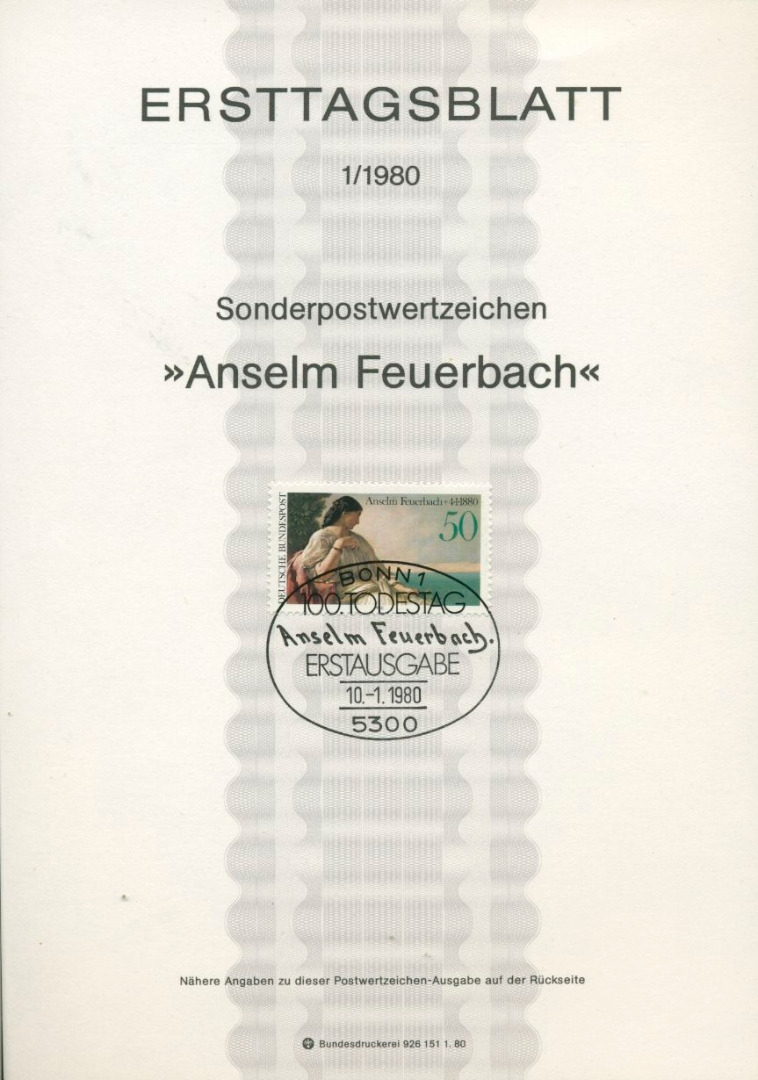 ERSTTAGSBLATT
1/1980
Sonderpostwertzeichen
»Anselm Feuerbach«
DEUTSCHE BUNDESPOST
Anselm Feuerbach + 4·1·1880
50
BONN 1
100. TODESTAG
Anselm Feuerbach.
ERSTAUSGABE
10.-1.1980
5300
Nähere Angaben zu dieser Postwertzeichen-Ausgabe auf der Rückseite
Bundesdruckerei 926 151 1. 80